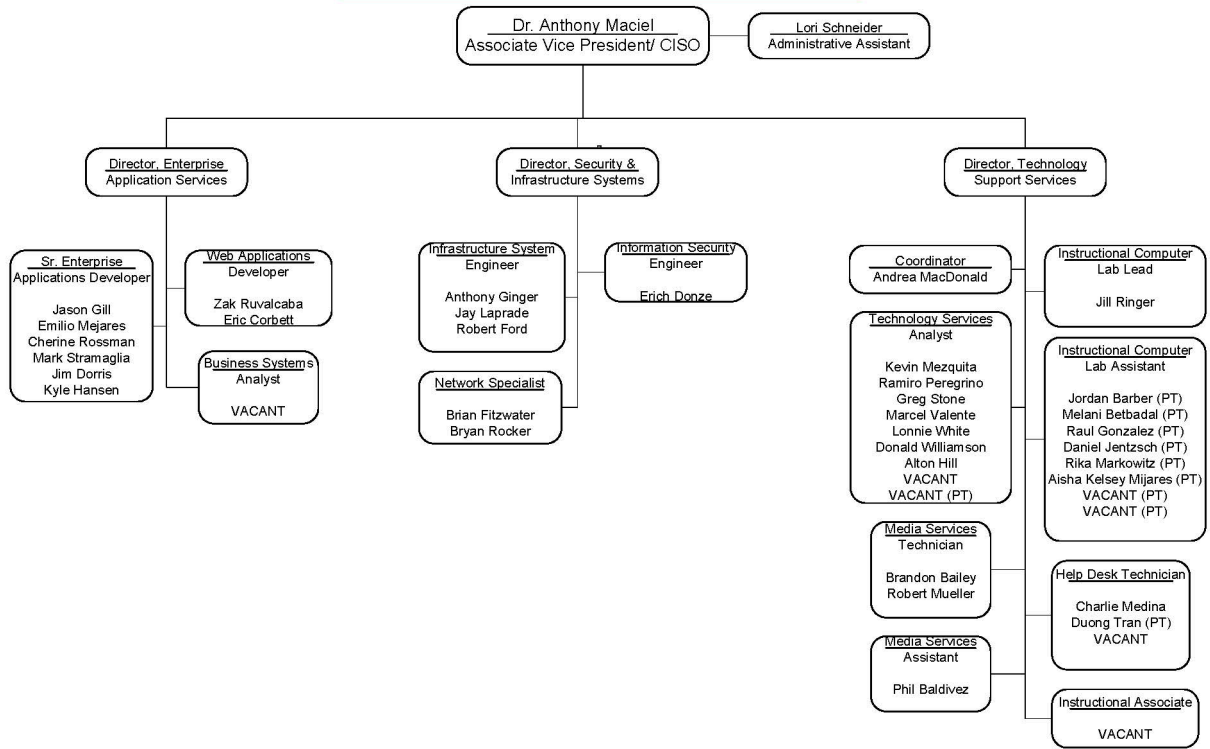 Dr. Anthony Maciel
Associate Vice President/ CISO
Lori Schneider
Administrative Assistant
Director, Enterprise
Application Services
Director, Security &
Infrastructure Systems
Director, Technology
Support Services
Sr. Enterprise
Applications Developer
Jason Gill
Emilio Mejares
Cherine Rossman
Mark Stramaglia
Jim Dorris
Kyle Hansen
Web Applications
Developer
Zak Ruvalcaba
Eric Corbett
Business Systems
Analyst
VACANT
Infrastructure System
Engineer
Anthony Ginger
Jay Laprade
Robert Ford
Network Specialist
Brian Fitzwater
Bryan Rocker
Information Security
Engineer
Erich Donze
Coordinator
Andrea MacDonald
Technology Services
Analyst
Kevin Mezquita
Ramiro Peregrino
Greg Stone
Marcel Valente
Lonnie White
Donald Williamson
Alton Hill
VACANT
VACANT (PT)
Media Services
Technician
Brandon Bailey
Robert Mueller
Media Services
Assistant
Phil Baldivez
Instructional Computer
Lab Lead
Jill Ringer
Instructional Computer
Lab Assistant
Jordan Barber (PT)
Melani Betbadal (PT)
Raul Gonzalez (PT)
Daniel Jentzsch (PT)
Rika Markowitz (PT)
Aisha Kelsey Mijares (PT)
VACANT (PT)
VACANT (PT)
Help Desk Technician
Charlie Medina
Duong Tran (PT)
VACANT
Instructional Associate
VACANT